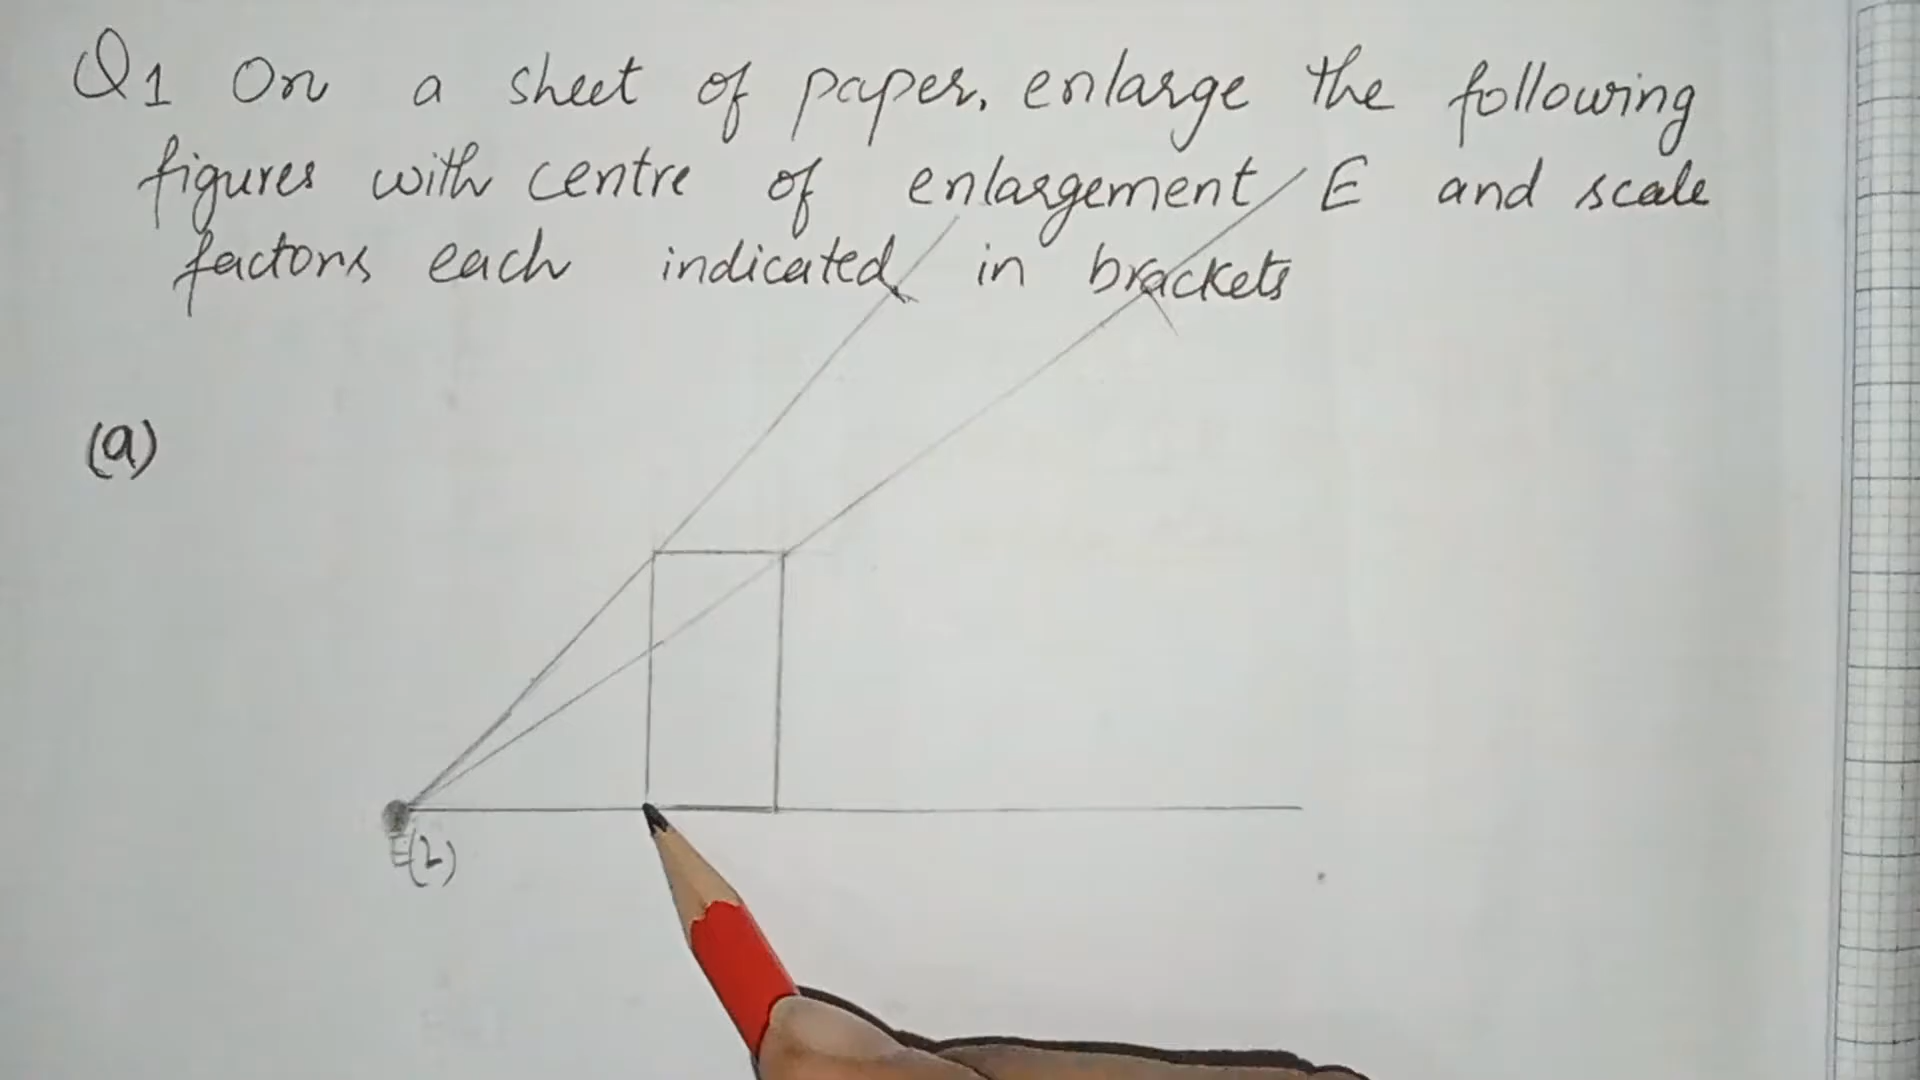 Q1 On a sheet of paper, enlarge the following
figures with centre of enlargement E and scale
factors each indicated in brackets
(a)
E(2)